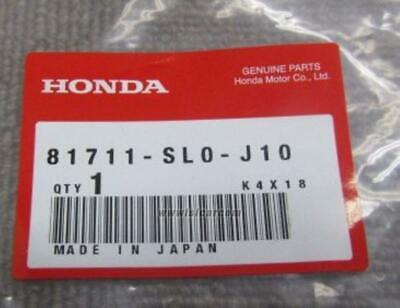 GENUINE PARTS
HONDA Honda Motor Co., Ltd.
81711-SL0-J10
QTY 1 K4X18
MADE IN JAPAN